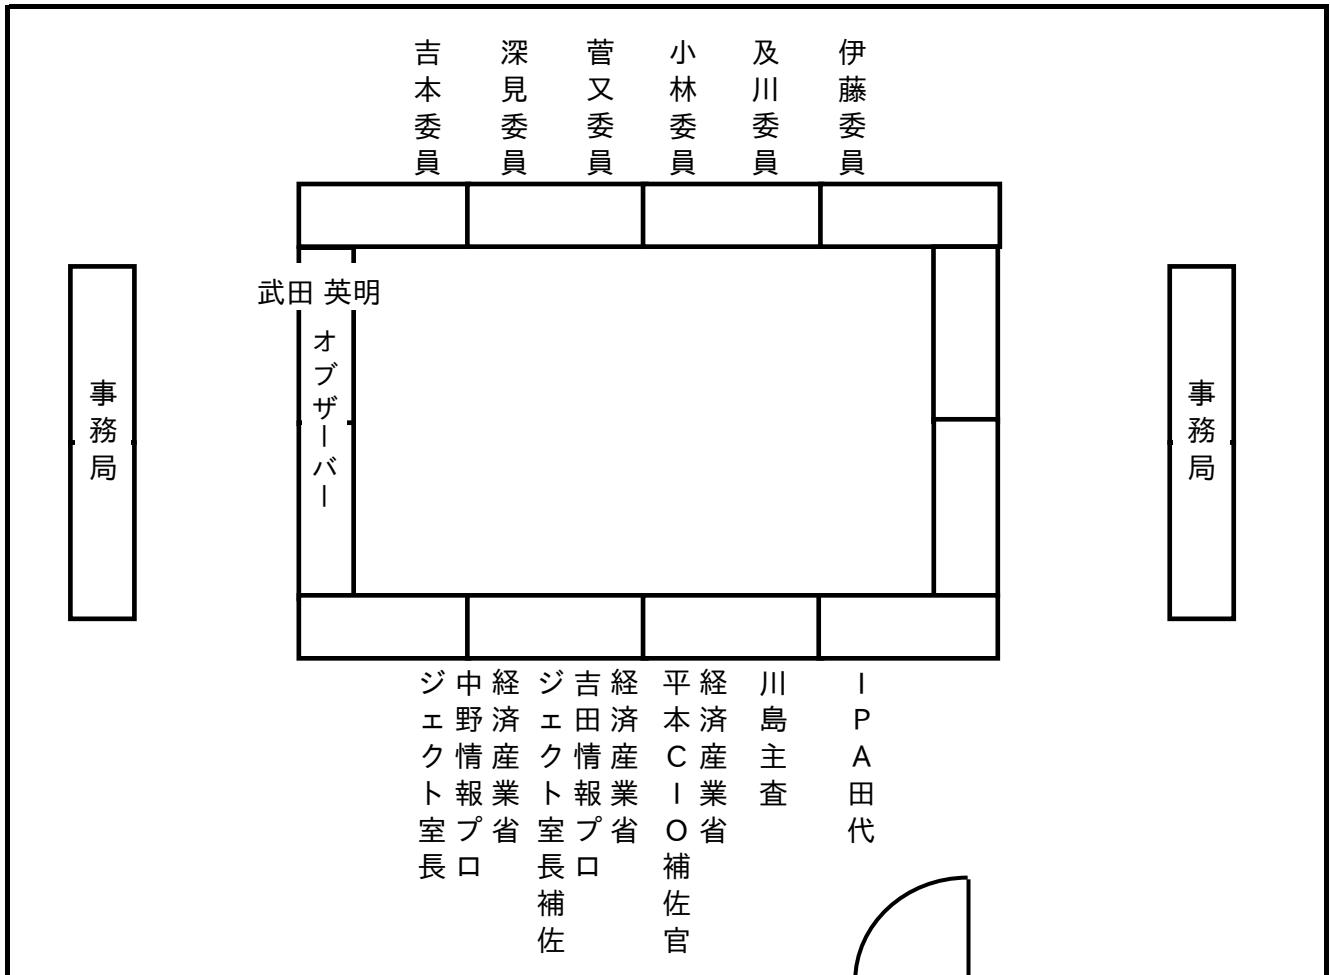 吉本委員
深見委員
菅又委員
小林委員
及川委員
伊藤委員
武田 英明
オブザーバー
事務局
事務局
経済産業省
中野情報プロ
ジェクト室長
経済産業省
吉田情報プロ
ジェクト室長補佐
経済産業省
平本CIO補佐官
川島主査
IPA田代